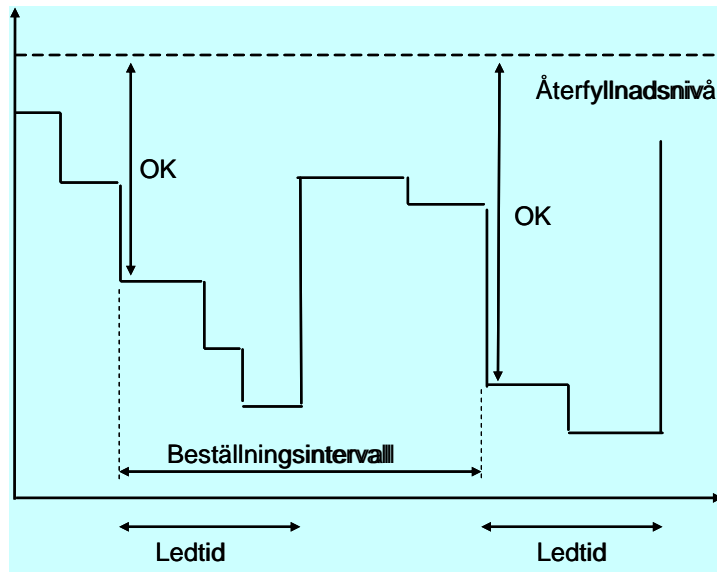 Återfyllnadsnivå
OK
OK
Beställningsintervall
Ledtid
Ledtid